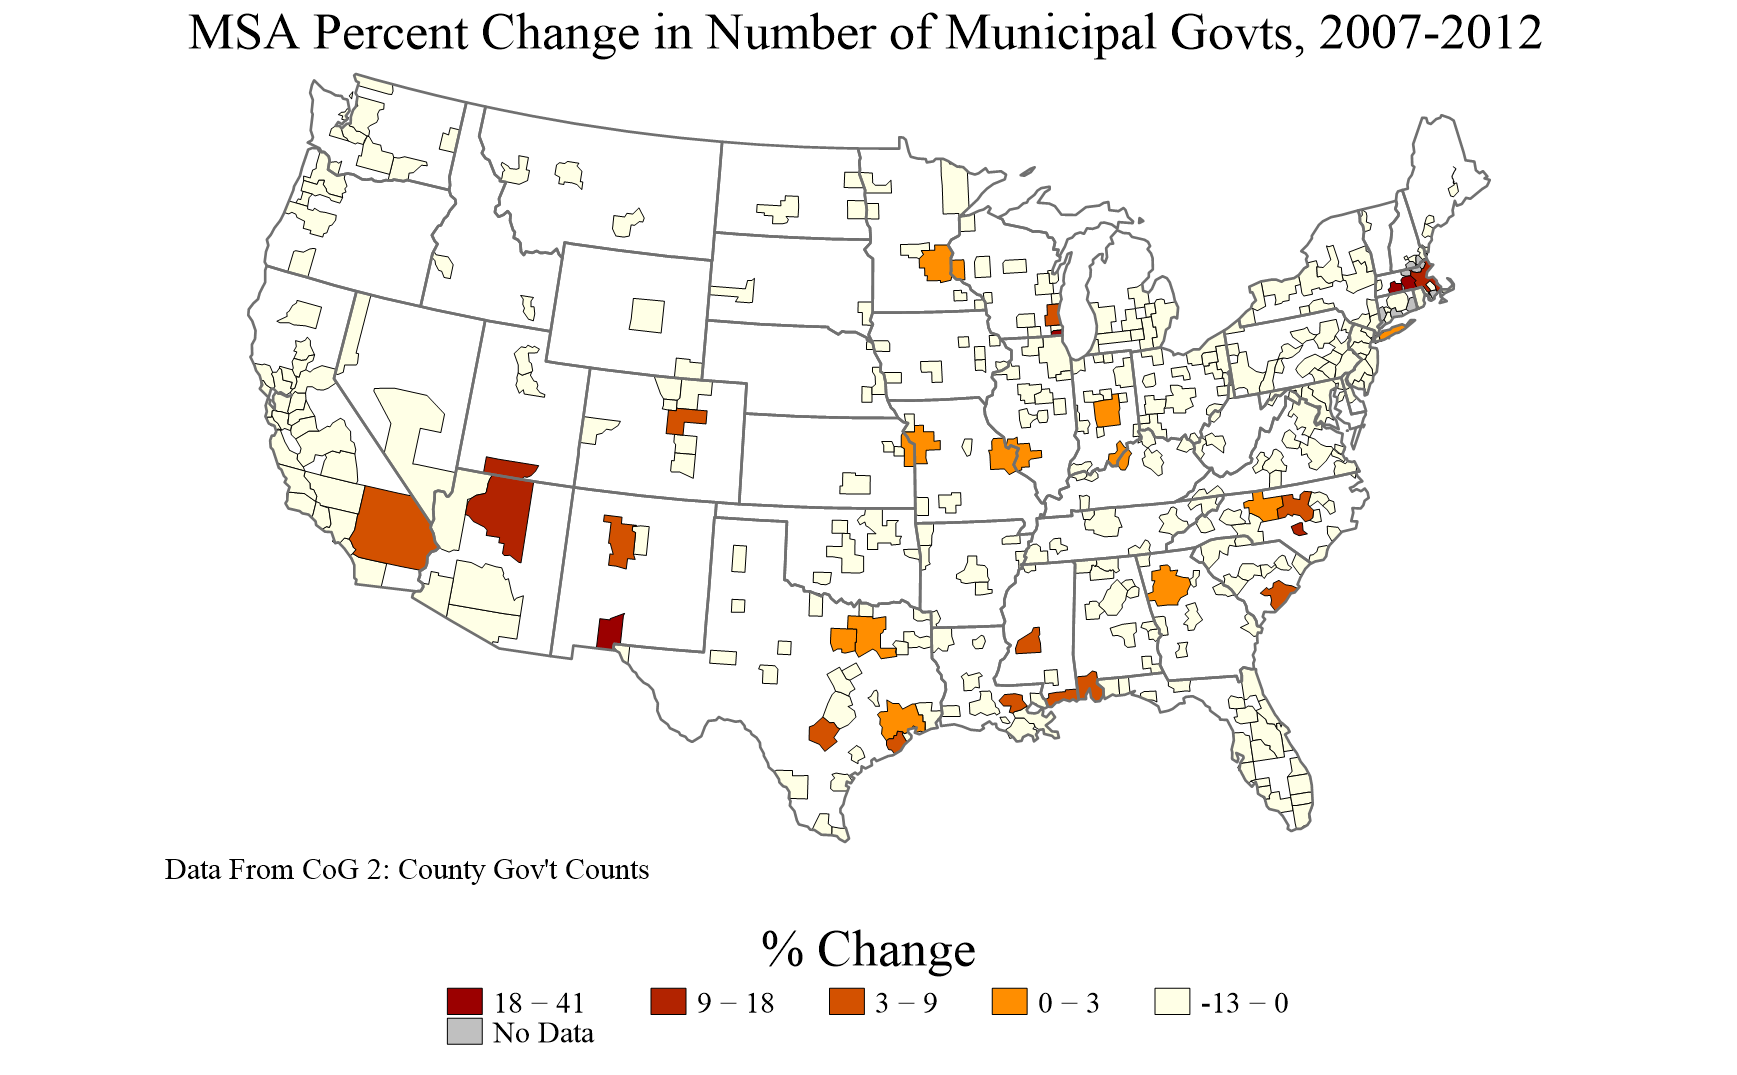 MSA Percent Change in Number of Municipal Govts, 2007-2012
Data From CoG 2: County Gov't Counts
% Change
18 – 41
9 – 18
3 – 9
0 – 3
-13 – 0
No Data